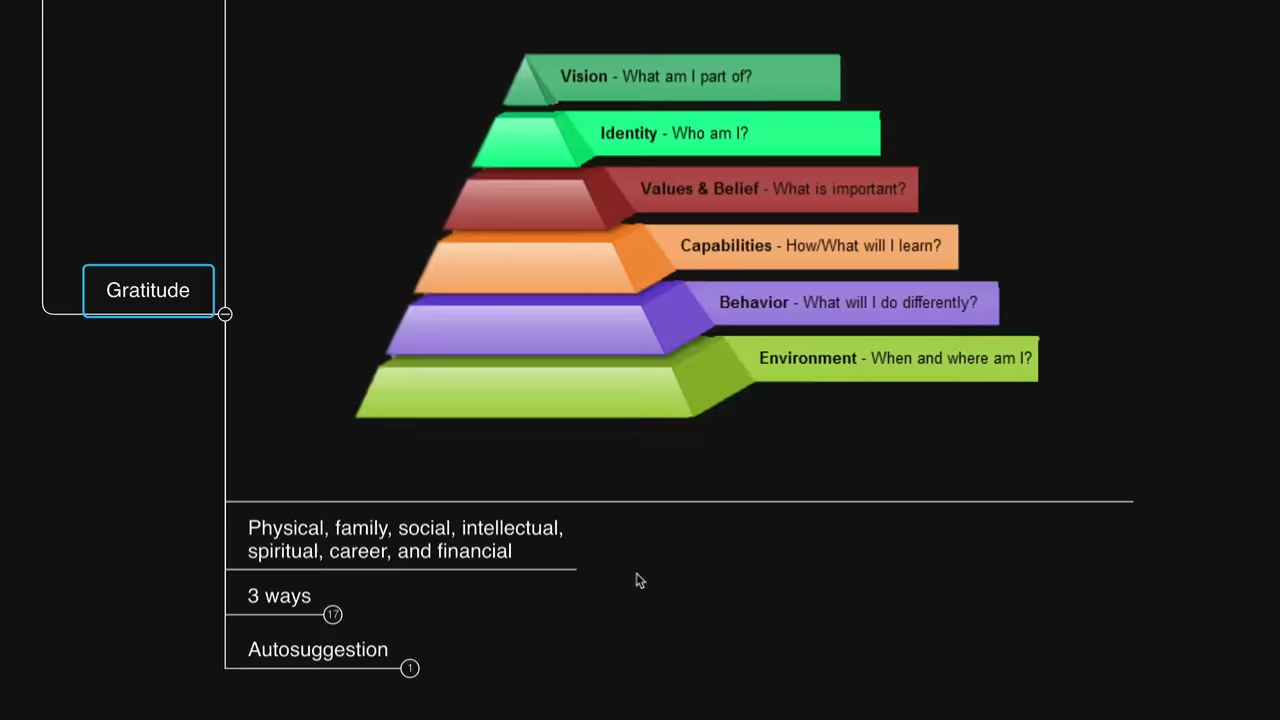 Vision - What am I part of?
Identity - Who am I?
Values & Belief - What is important?
Capabilities - How/What will I learn?
Gratitude
Behavior - What will I do differently?
Environment - When and where am I?
Physical, family, social, intellectual,
spiritual, career, and financial
3 ways
17
Autosuggestion
1